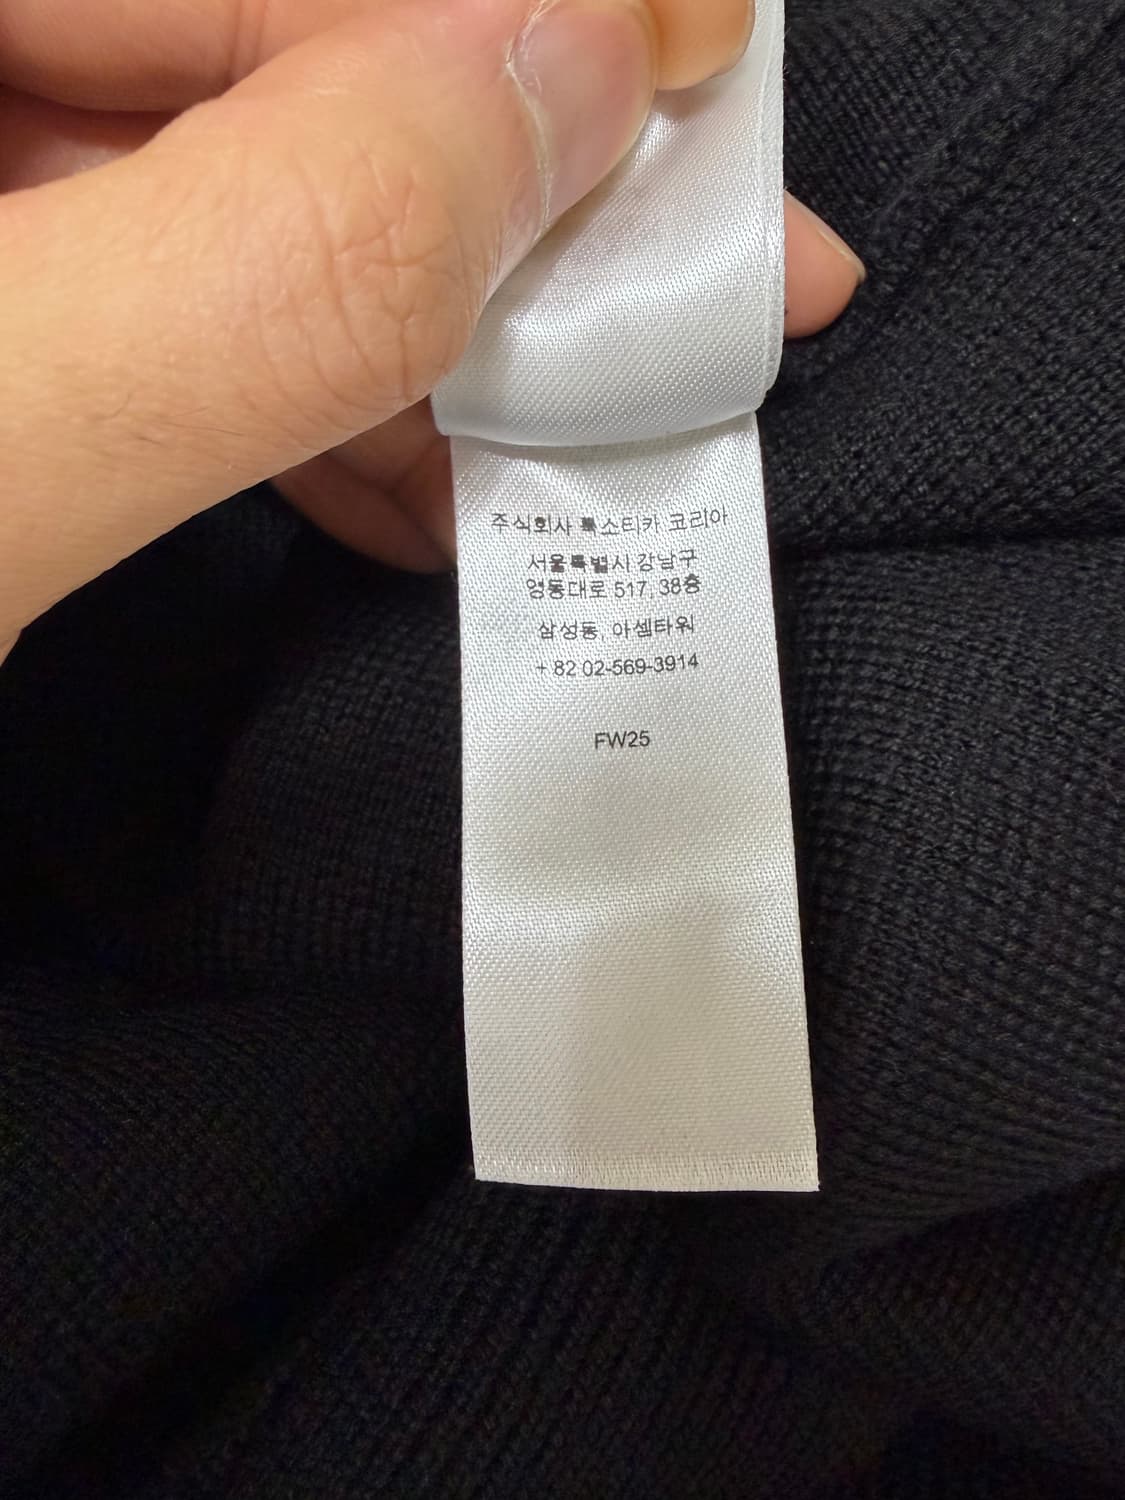 주식회사 룩소티카 코리아
서울특별시 강남구
영동대로 517, 38층
삼성동, 아셈타워
+ 82 02-569-3914
FW25